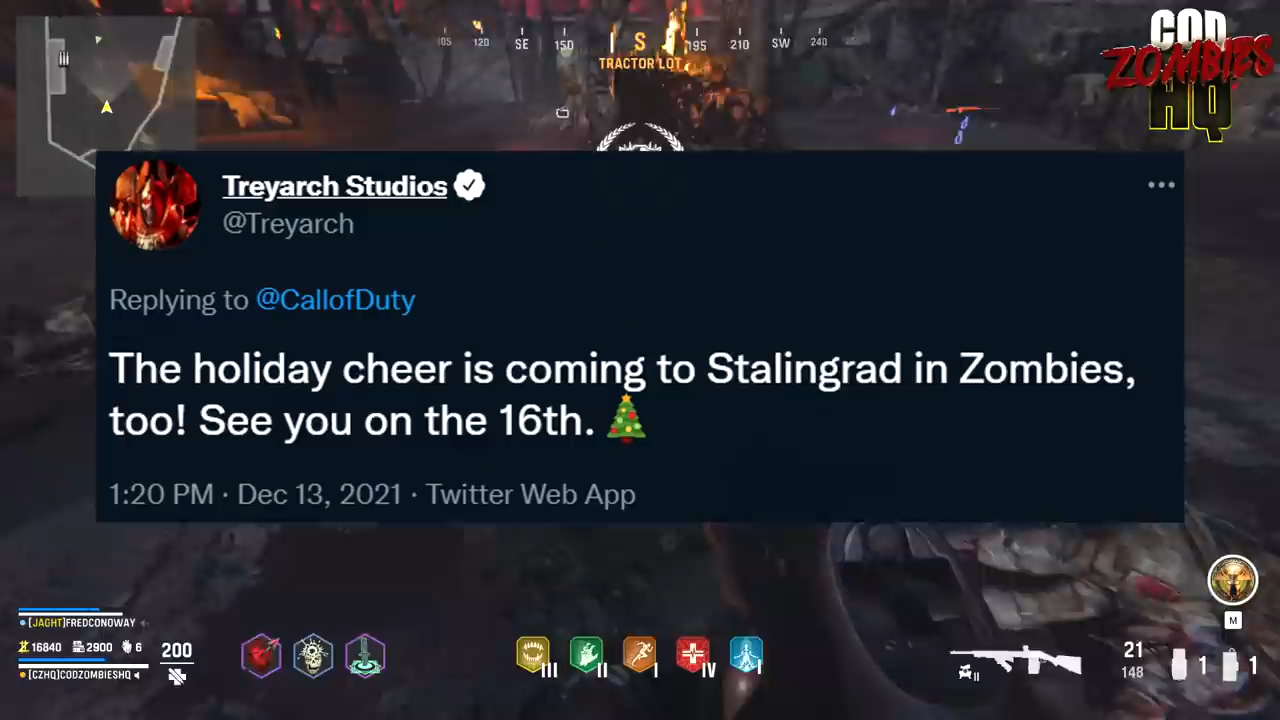 105 120 SE 150 S 195 210 SW 240
TRACTOR LOT
COD
ZOMBIES
HQ
Treyarch Studios
@Treyarch
Replying to @CallofDuty
The holiday cheer is coming to Stalingrad in Zombies,
too! See you on the 16th.
1:20 PM · Dec 13, 2021 · Twitter Web App
[JAGHT]FREDCONOWAY
16840 2900 6
200
[CZHQ]CODZOMBIESHQ
III II I IV I
II
21
148
1 1
M